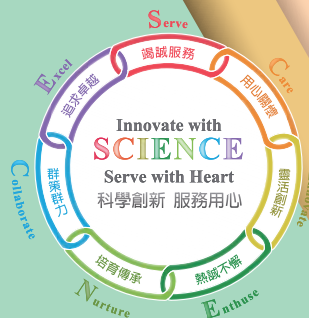 Serve
竭誠服務
Care
用心關懷
靈活創新
Enthuse
熱誠不懈
Nurture
培育傳承
Collaborate
群策群力
Excel
追求卓越
Innovate with
SCIENCE
Serve with Heart
科學創新 服務用心